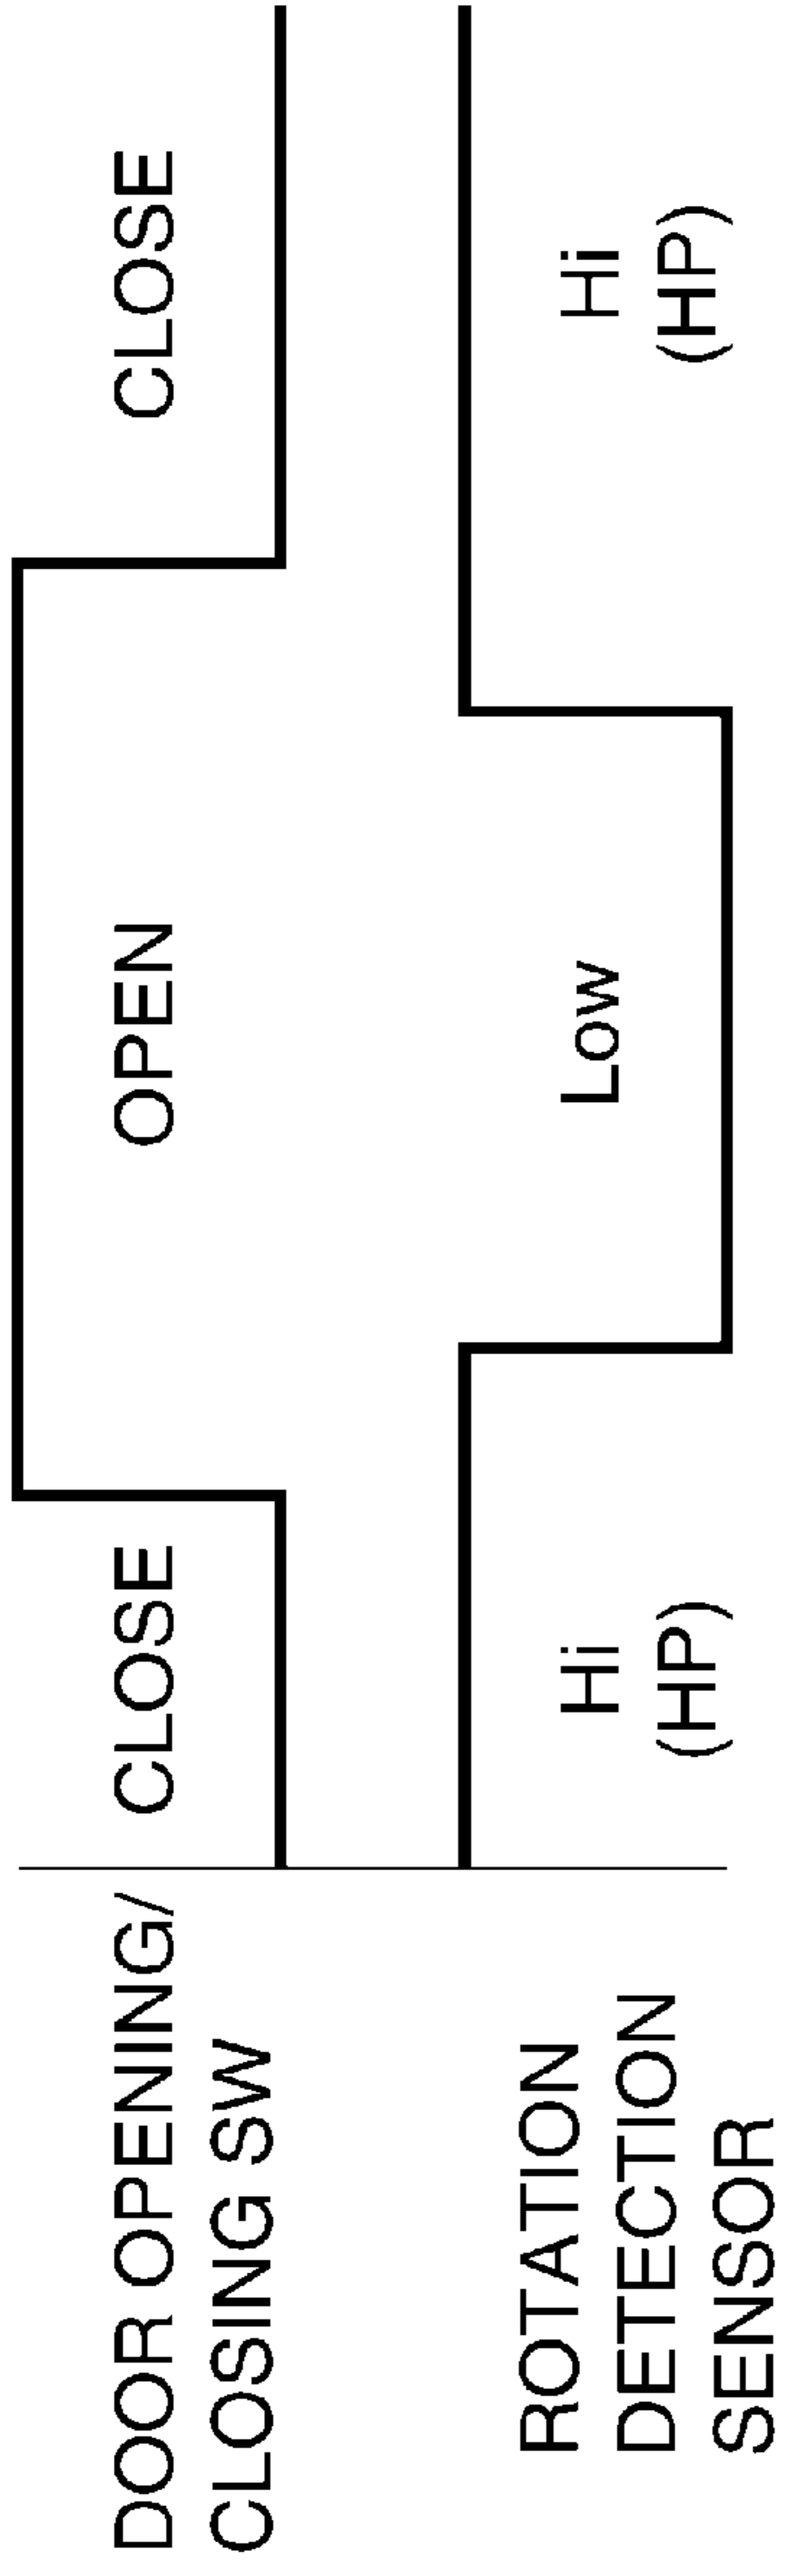 DOOR OPENING/
CLOSING SW
CLOSE
OPEN
CLOSE
ROTATION
DETECTION
SENSOR
Hi
(HP)
Low
Hi
(HP)